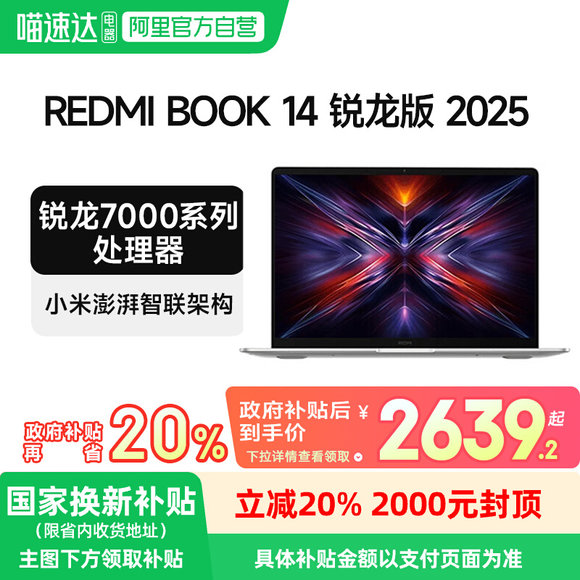 喵速达电器 阿里官方自营
REDMI BOOK 14 锐龙版 2025
锐龙7000系列
处理器
小米澎湃智联架构
REDMI
政府补贴
再省
20%
政府补贴后
到手价
¥2639.2起
下拉详情查看领取
国家换新补贴
(限省内收货地址)
主图下方领取补贴
立减20% 2000元封顶
具体补贴金额以支付页面为准